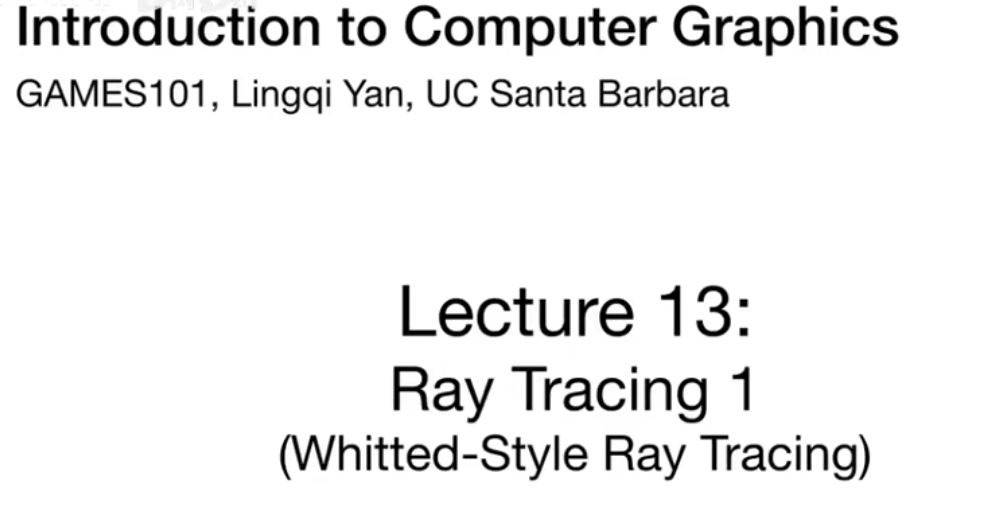 Introduction to Computer Graphics
GAMES101, Lingqi Yan, UC Santa Barbara
Lecture 13:
Ray Tracing 1
(Whitted-Style Ray Tracing)